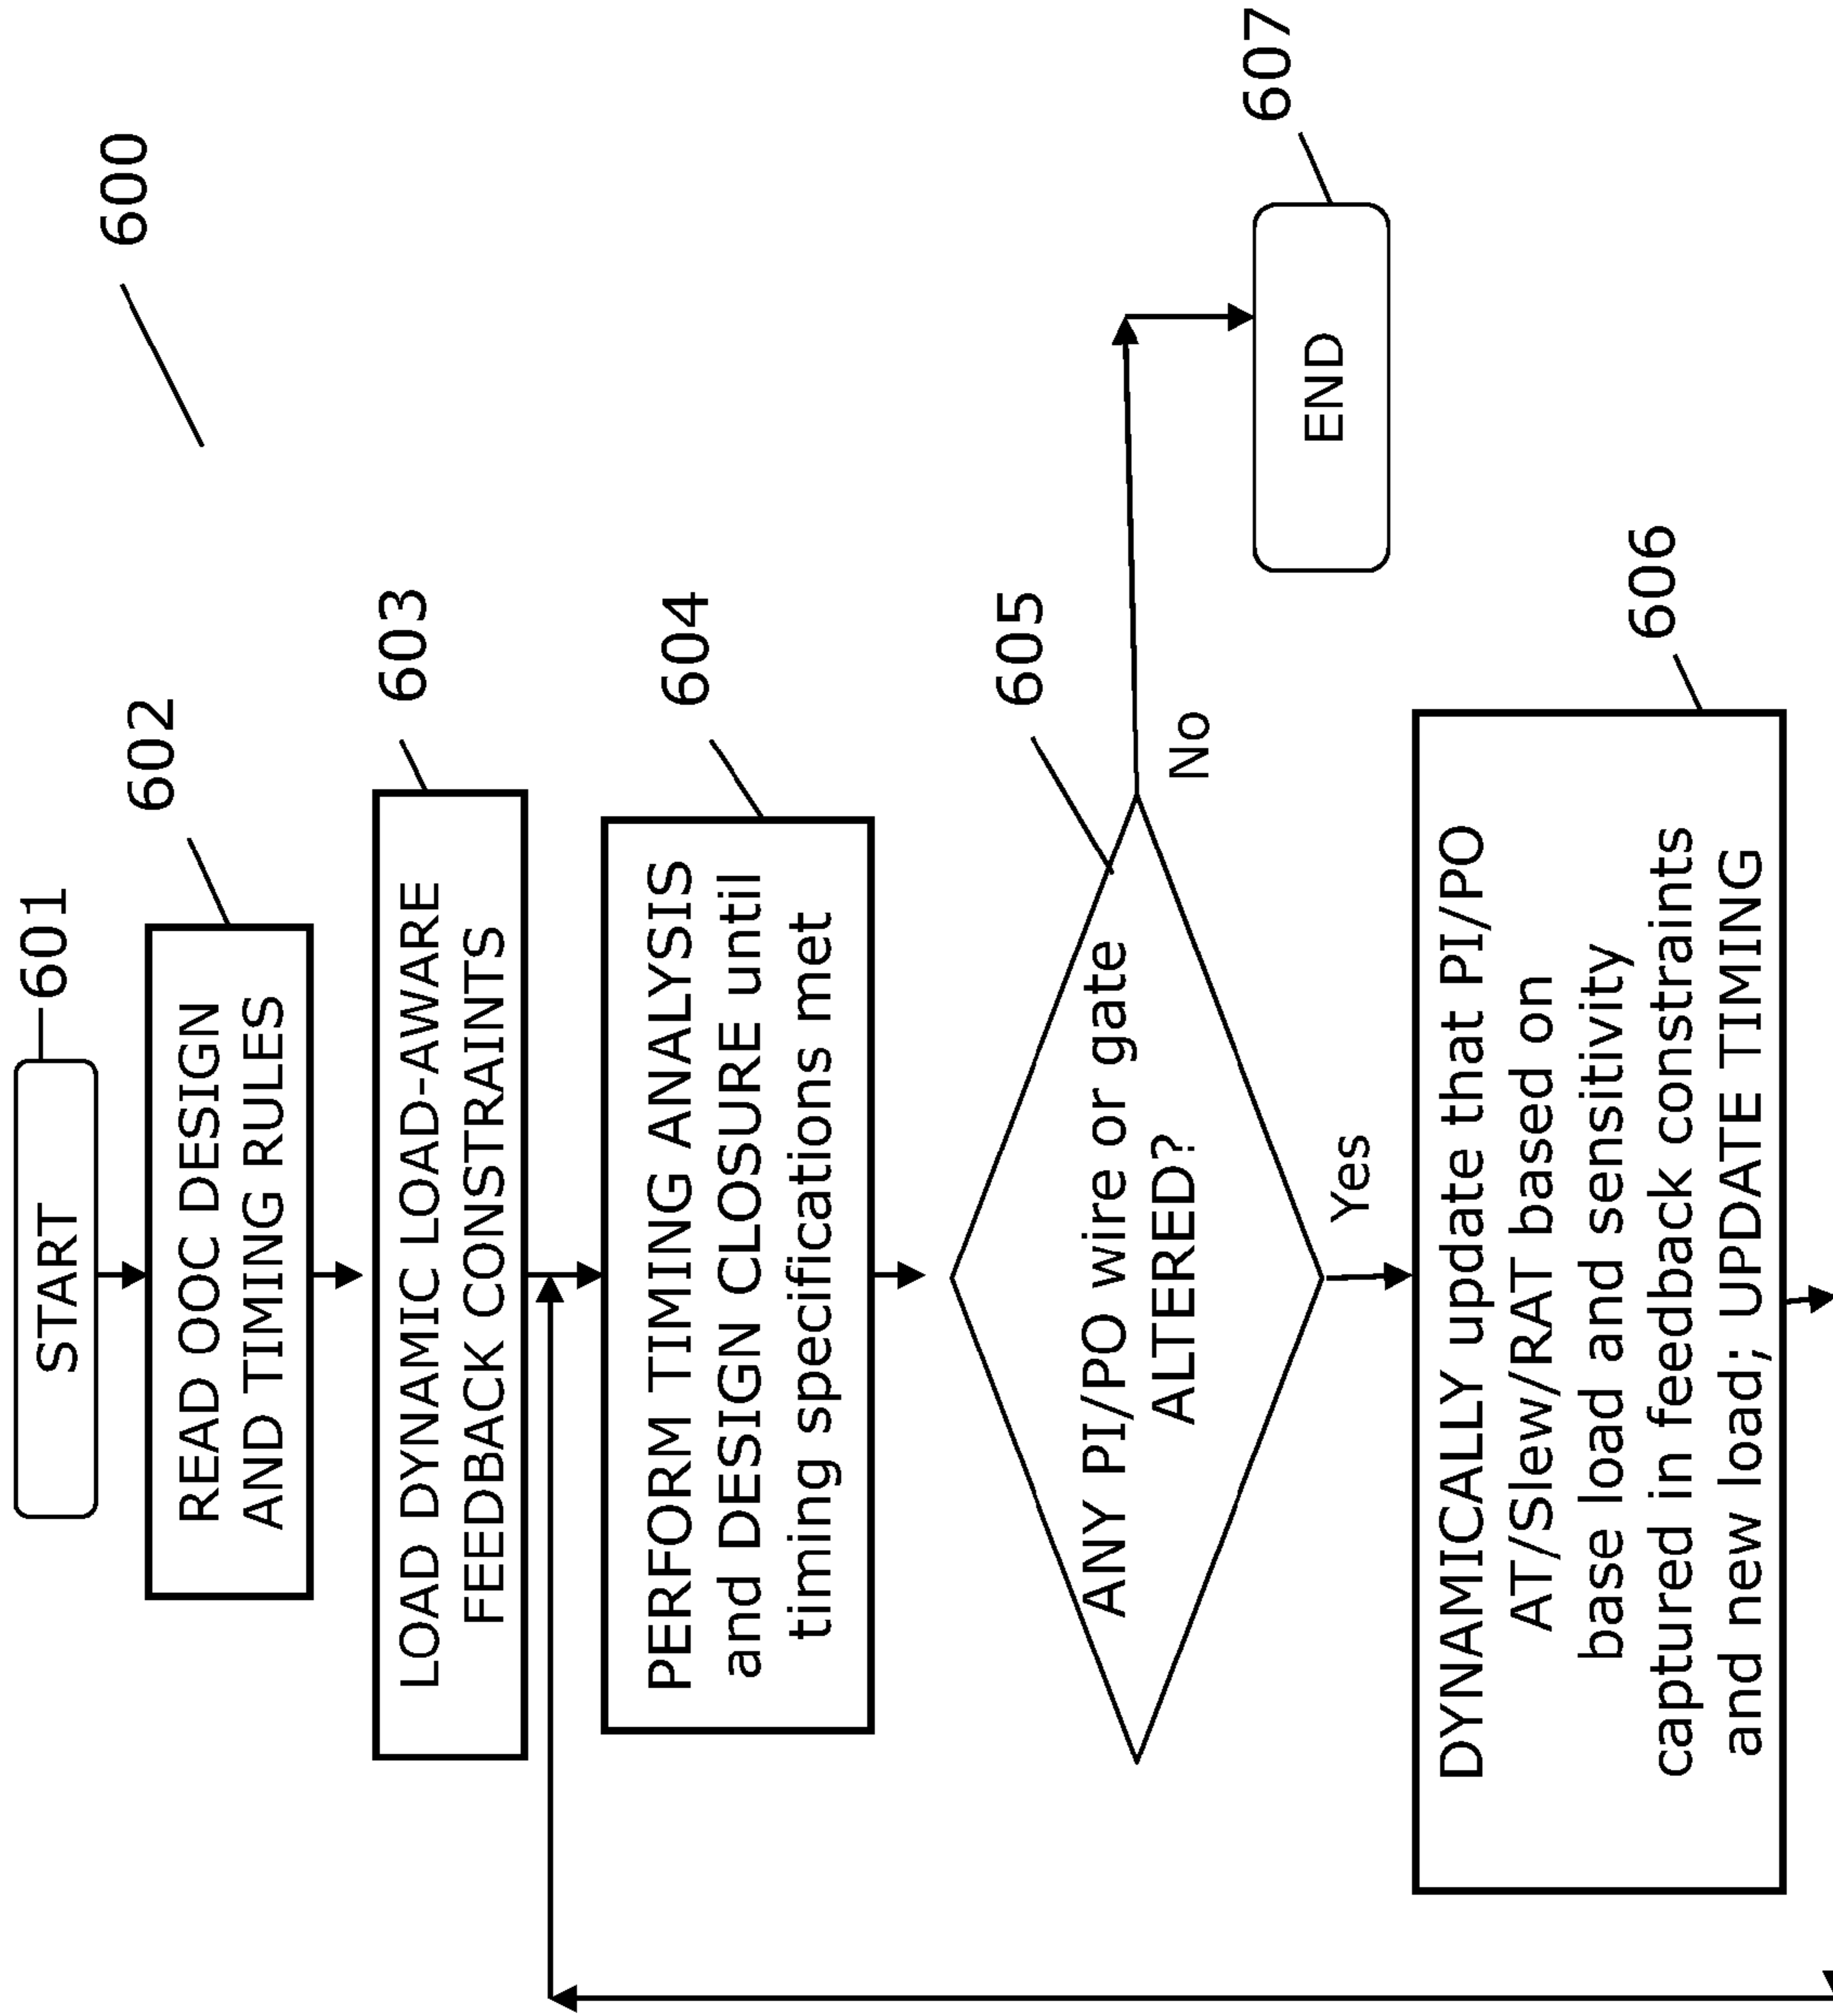 600
START
601
READ OOC DESIGN
AND TIMING RULES
602
LOAD DYNAMIC LOAD-AWARE
FEEDBACK CONSTRAINTS
603
PERFORM TIMING ANALYSIS
and DESIGN CLOSURE until
timing specifications met
604
ANY PI/PO wire or gate
ALTERED?
605
No
END
607
Yes
DYNAMICALLY update that PI/PO
AT/Slew/RAT based on
base load and sensitivity
captured in feedback constraints
and new load; UPDATE TIMING
606